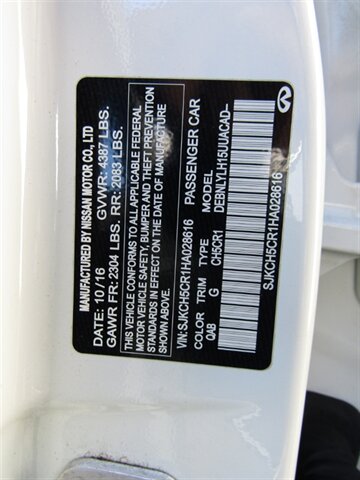 MANUFACTURED BY NISSAN MOTOR CO., LTD
DATE: 10/16 GVWR: 4387 LBS.
GAWR FR: 2304 LBS. RR: 2083 LBS.
THIS VEHICLE CONFORMS TO ALL APPLICABLE FEDERAL
MOTOR VEHICLE SAFETY, BUMPER AND THEFT PREVENTION
STANDARDS IN EFFECT ON THE DATE OF MANUFACTURE
SHOWN ABOVE.
VIN: SJKCH5CR1HA028616 PASSENGER CAR
COLOR TRIM TYPE MODEL
QAB G CH5CR1 DEBNLYLH15UUACAD-
SJKCH5CR1HA028616